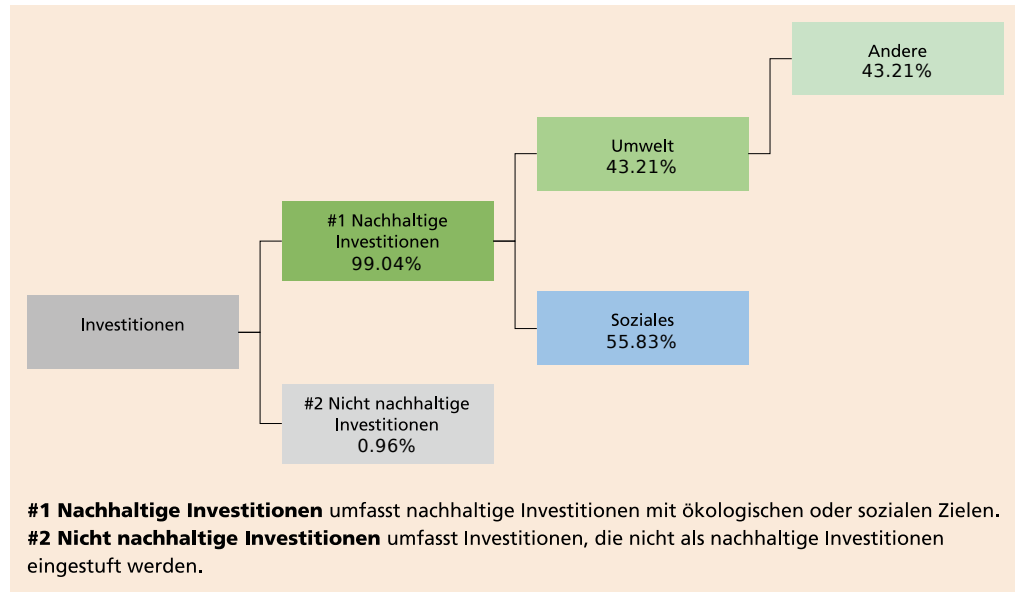 Andere
43.21%
Umwelt
43.21%
#1 Nachhaltige
Investitionen
99.04%
Investitionen
Soziales
55.83%
#2 Nicht nachhaltige
Investitionen
0.96%
#1 Nachhaltige Investitionen umfasst nachhaltige Investitionen mit ökologischen oder sozialen Zielen.
#2 Nicht nachhaltige Investitionen umfasst Investitionen, die nicht als nachhaltige Investitionen
eingestuft werden.